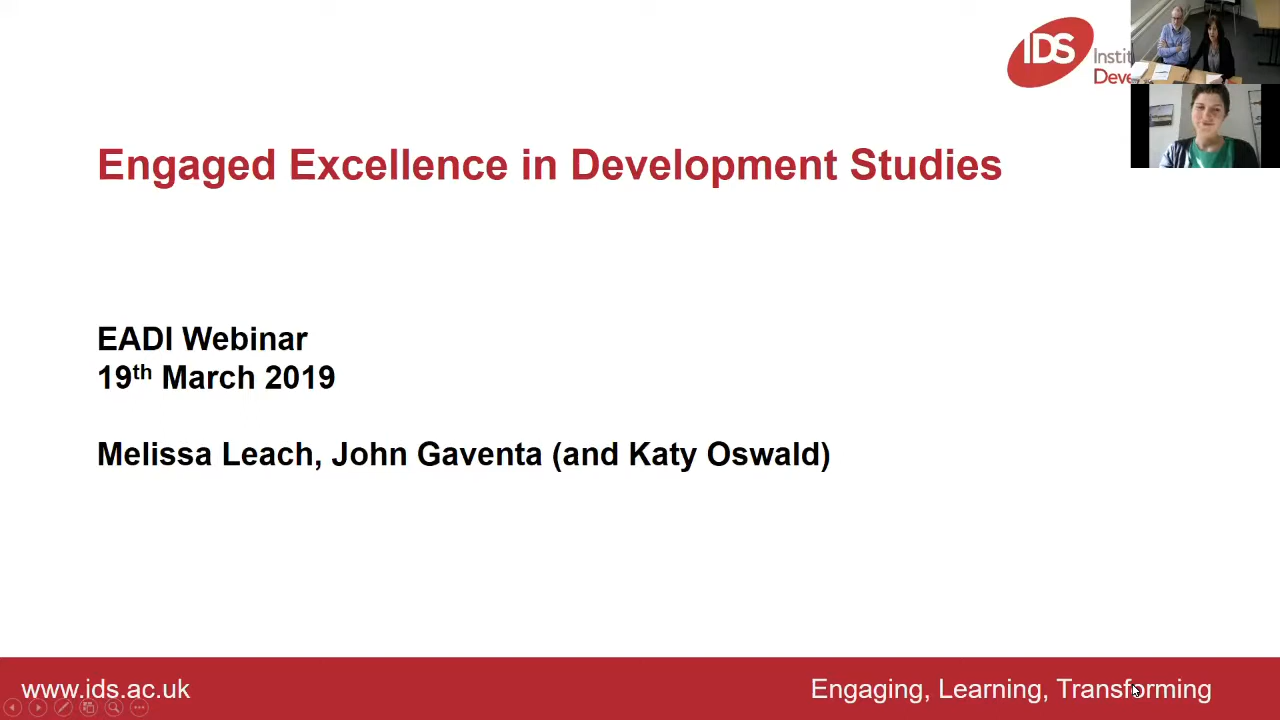 IDS
Engaged Excellence in Development Studies
EADI Webinar
19th March 2019
Melissa Leach, John Gaventa (and Katy Oswald)
www.ids.ac.uk
Engaging, Learning, Transforming